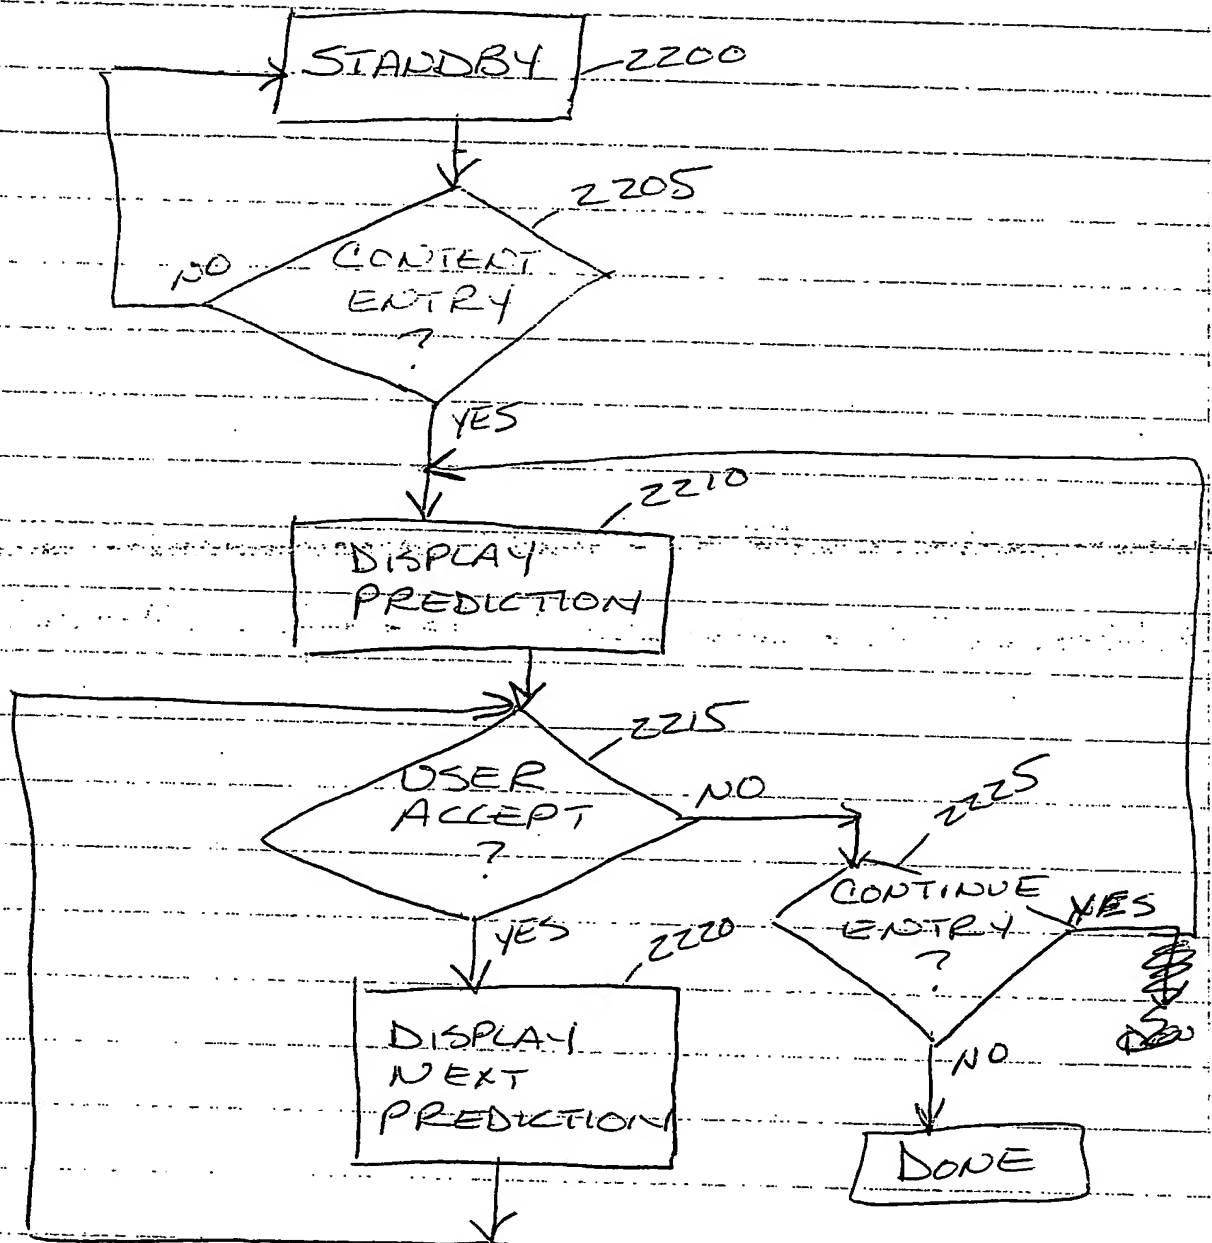 STANDBY
2200
2205
NO
CONTENT
ENTRY
?
YES
2210
DISPLAY
PREDICTION
2215
USER
ACCEPT
?
NO
2225
CONTINUE
ENTRY
?
YES
YES
2220
NO
DISPLAY
NEXT
PREDICTION
DONE